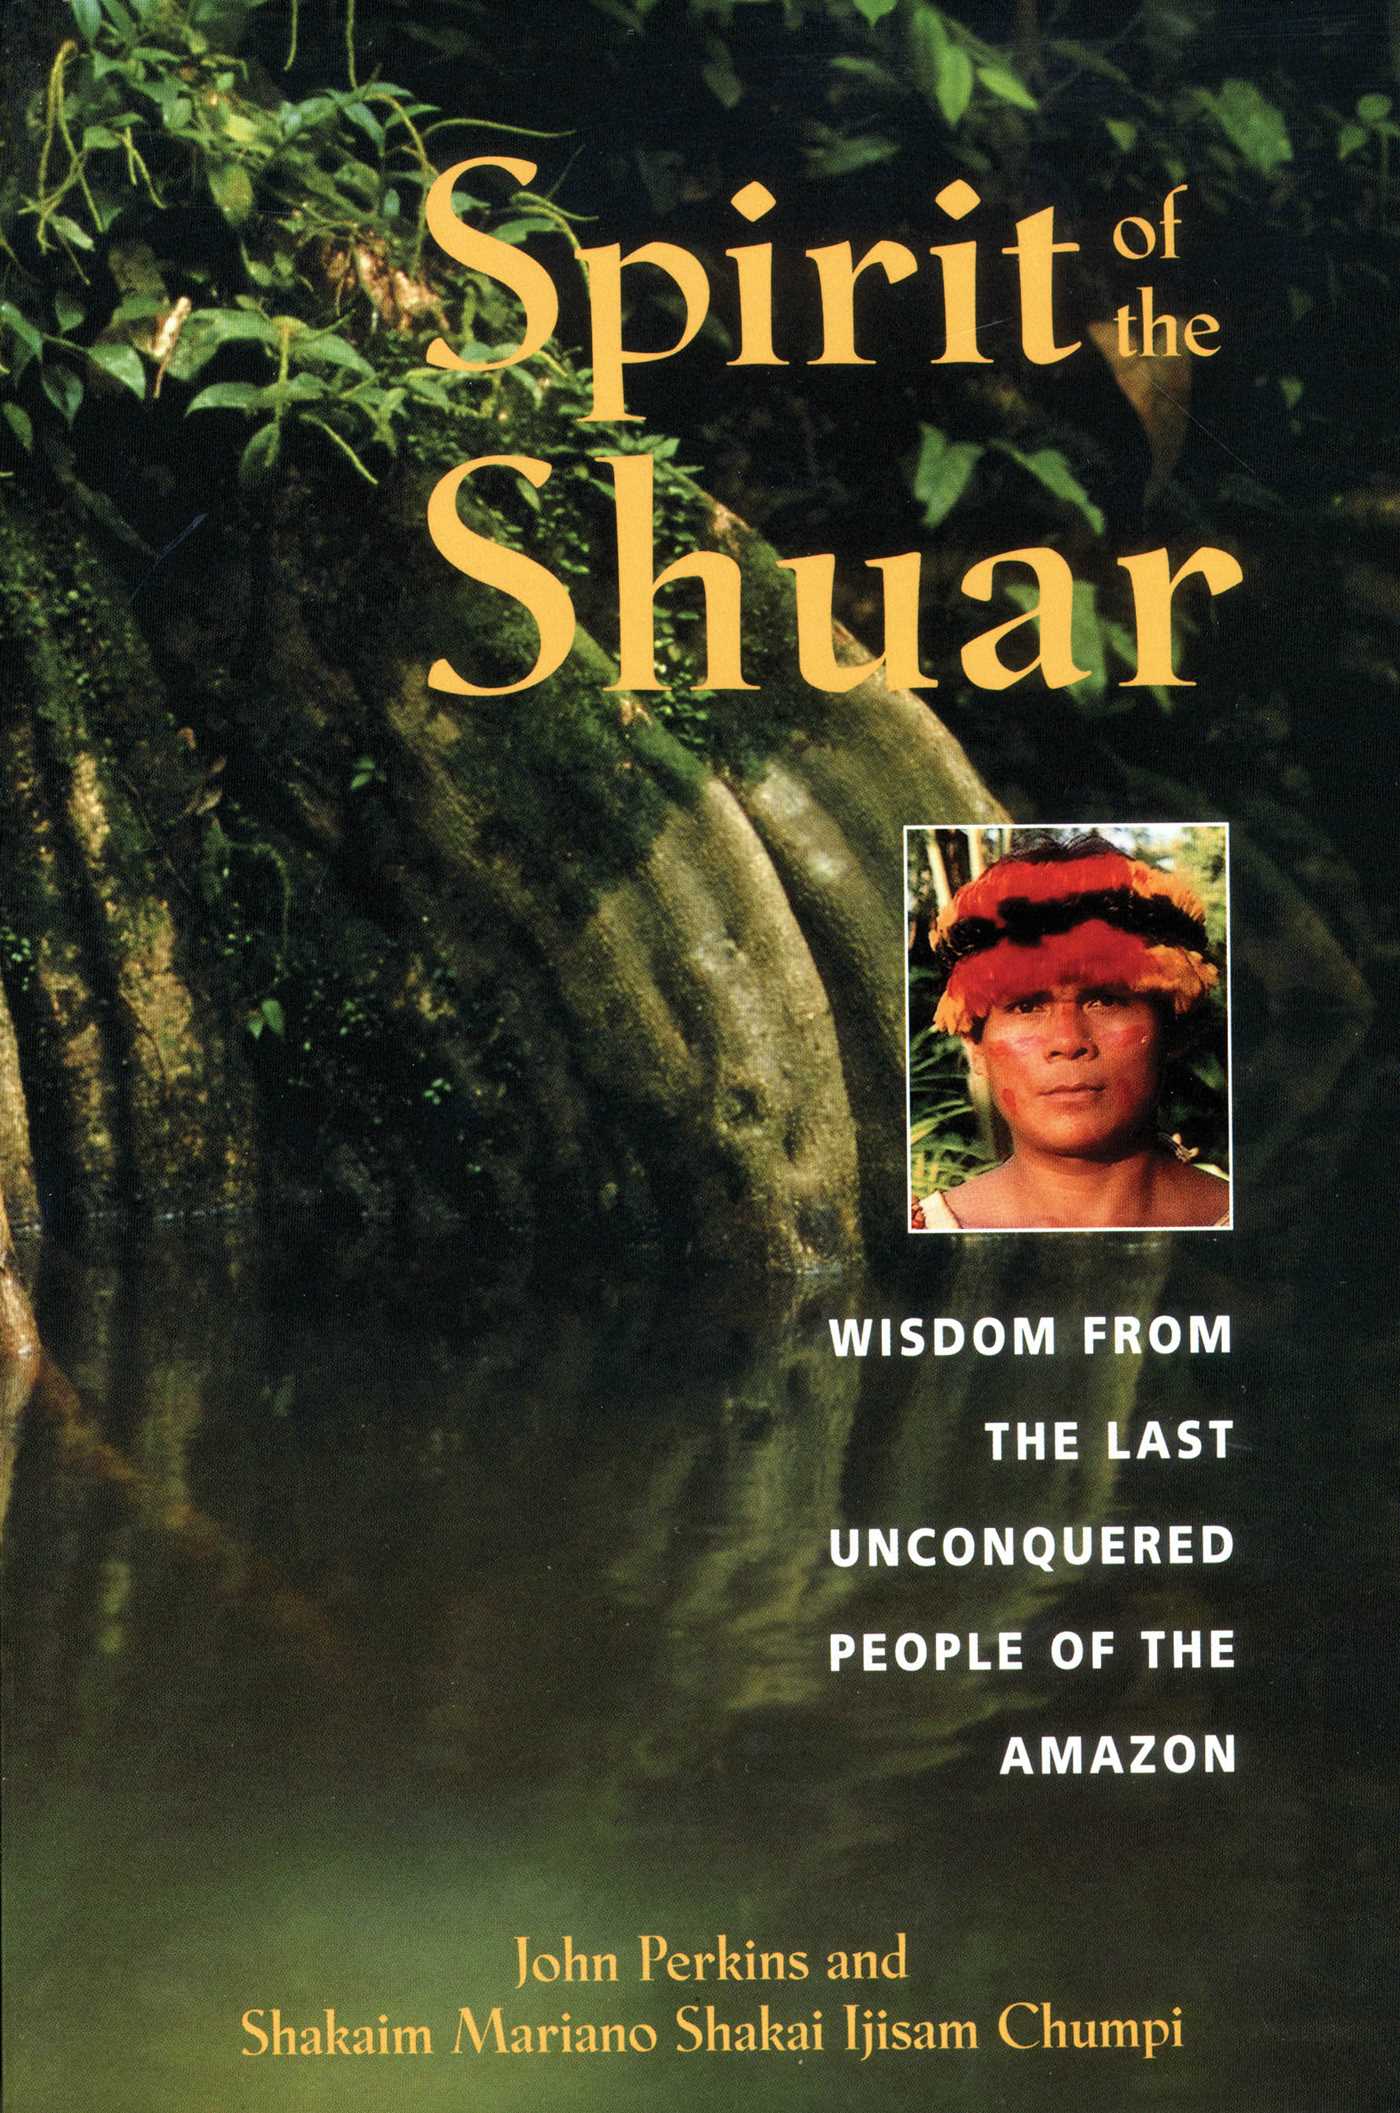 Spirit of the
Shuar
WISDOM FROM
THE LAST
UNCONQUERED
PEOPLE OF THE
AMAZON
John Perkins and
Shakaim Mariano Shakai Ijisam Chumpi